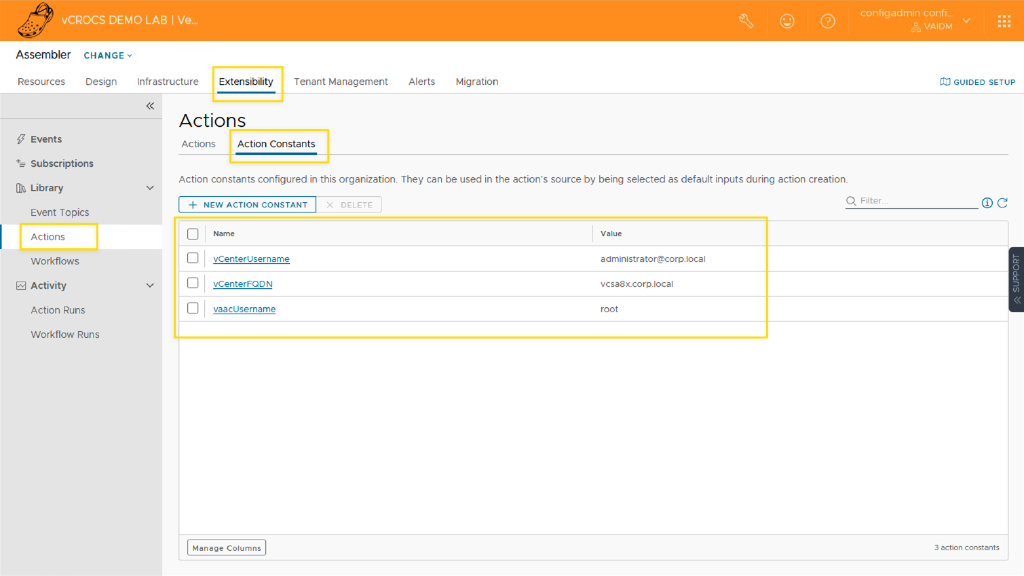 vCROCS DEMO LAB | Ve...
configadmin confi...
VAIDM
Assembler CHANGE
Resources Design Infrastructure Extensibility Tenant Management Alerts Migration
GUIDED SETUP
Events
Subscriptions
Library
Event Topics
Actions
Workflows
Activity
Action Runs
Workflow Runs
Actions
Actions Action Constants
Action constants configured in this organization. They can be used in the action's source by being selected as default inputs during action creation.
NEW ACTION CONSTANT DELETE
Filter...
Name Value
vCenterUsername administrator@corp.local
vCenterFQDN vcsa8x.corp.local
vaacUsername root
Manage Columns
3 action constants
SUPPORT